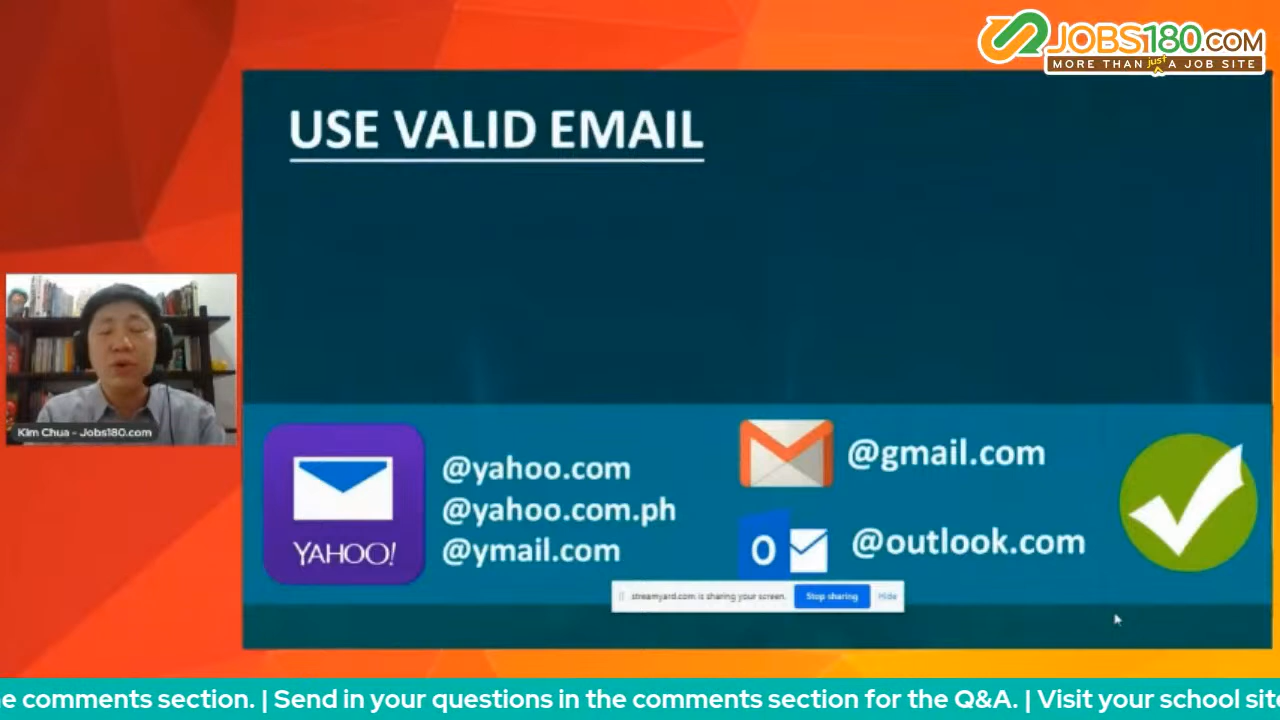 JOBS180.COM
MORE THAN just A JOB SITE
USE VALID EMAIL
Kim Chua - Jobs180.com
YAHOO!
@yahoo.com
@yahoo.com.ph
@ymail.com
@gmail.com
O
@outlook.com
streamyard.com is sharing your screen.
Stop sharing
Hide
e comments section. | Send in your questions in the comments section for the Q&A. | Visit your school site